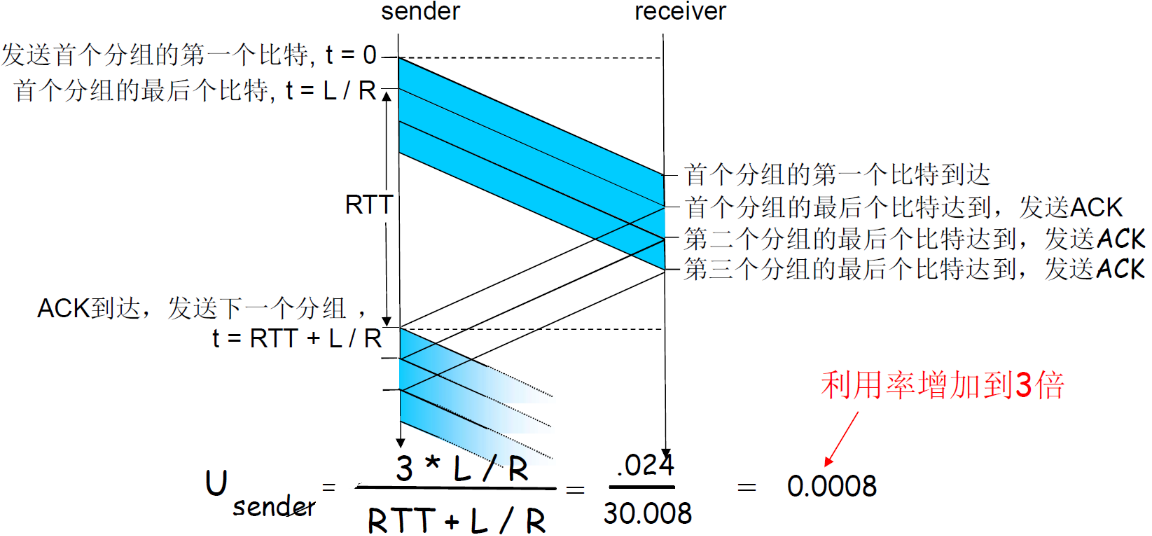 sender receiver
发送首个分组的第一个比特, t = 0
首个分组的最后个比特, t = L / R
首个分组的第一个比特到达
RTT
首个分组的最后个比特达到，发送ACK
第二个分组的最后个比特达到，发送ACK
第三个分组的最后个比特达到，发送ACK
ACK到达，发送下一个分组，
t = RTT + L / R
利用率增加到3倍
U sender = 3 * L / R / RTT + L / R = .024 / 30.008 = 0.0008